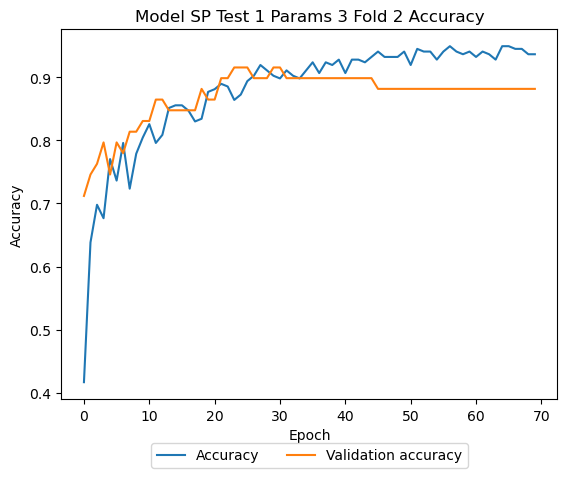 Model SP Test 1 Params 3 Fold 2 Accuracy
Accuracy
0.9
0.8
0.7
0.6
0.5
0.4
0 10 20 30 40 50 60 70
Epoch
Accuracy Validation accuracy